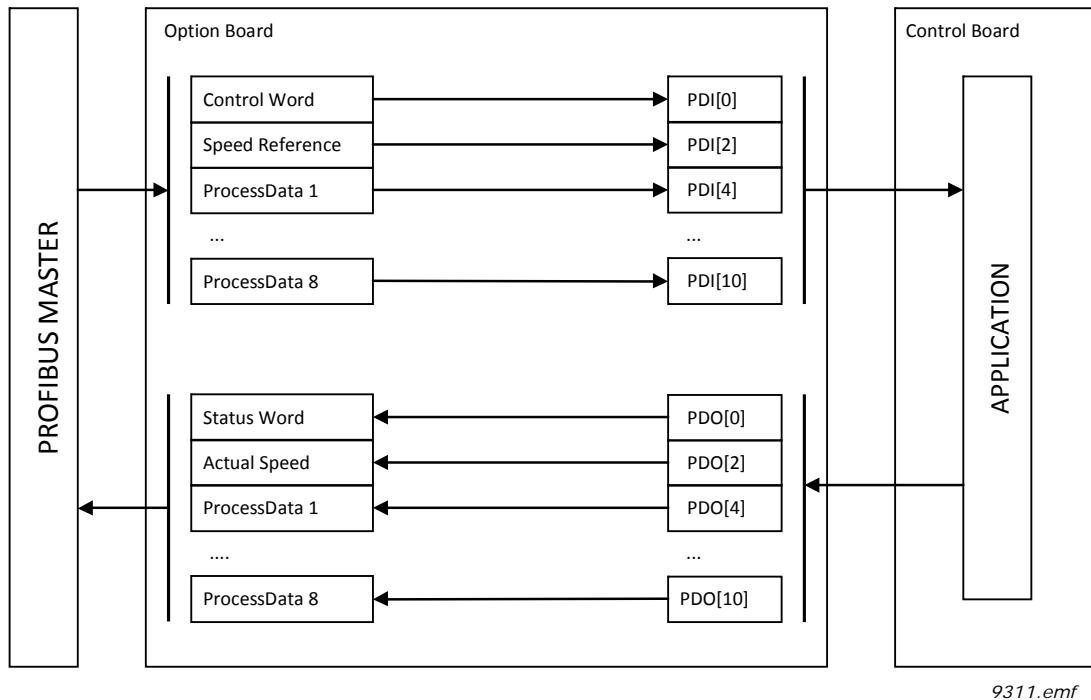 Option Board
Control Board
Control Word
PDI[0]
Speed Reference
PDI[2]
ProcessData 1
PDI[4]
...
...
ProcessData 8
PDI[10]
PROFIBUS MASTER
APPLICATION
Status Word
PDO[0]
Actual Speed
PDO[2]
ProcessData 1
PDO[4]
....
...
ProcessData 8
PDO[10]
9311.emf